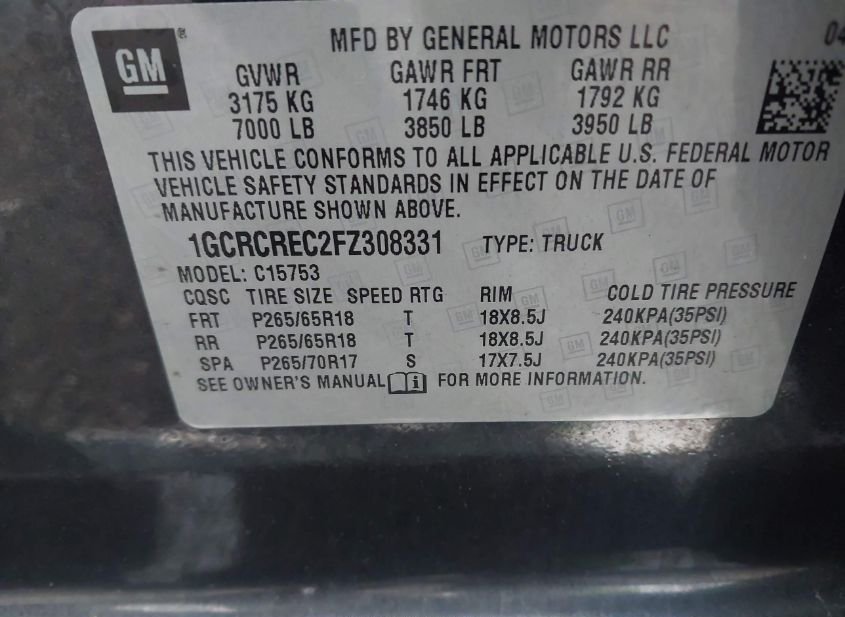 GM
MFD BY GENERAL MOTORS LLC 04
GVWR GAWR FRT GAWR RR
3175 KG 1746 KG 1792 KG
7000 LB 3850 LB 3950 LB
THIS VEHICLE CONFORMS TO ALL APPLICABLE U.S. FEDERAL MOTOR
VEHICLE SAFETY STANDARDS IN EFFECT ON THE DATE OF
MANUFACTURE SHOWN ABOVE.
1GCRCREC2FZ308331 TYPE: TRUCK
MODEL: C15753
CQSC TIRE SIZE SPEED RTG RIM COLD TIRE PRESSURE
FRT P265/65R18 T 18X8.5J 240KPA(35PSI)
RR P265/65R18 T 18X8.5J 240KPA(35PSI)
SPA P265/70R17 S 17X7.5J 240KPA(35PSI)
SEE OWNER'S MANUAL FOR MORE INFORMATION.